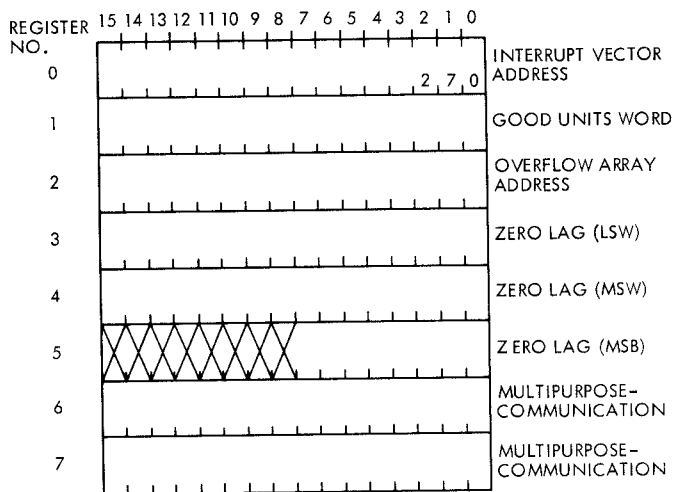 REGISTER 15 14 13 12 11 10 9 8 7 6 5 4 3 2 1 0
NO.
0 INTERRUPT VECTOR
ADDRESS
2 7 0
1 GOOD UNITS WORD
2 OVERFLOW ARRAY
ADDRESS
3 ZERO LAG (LSW)
4 ZERO LAG (MSW)
5 ZERO LAG (MSB)
6 MULTIPURPOSE-
COMMUNICATION
7 MULTIPURPOSE-
COMMUNICATION